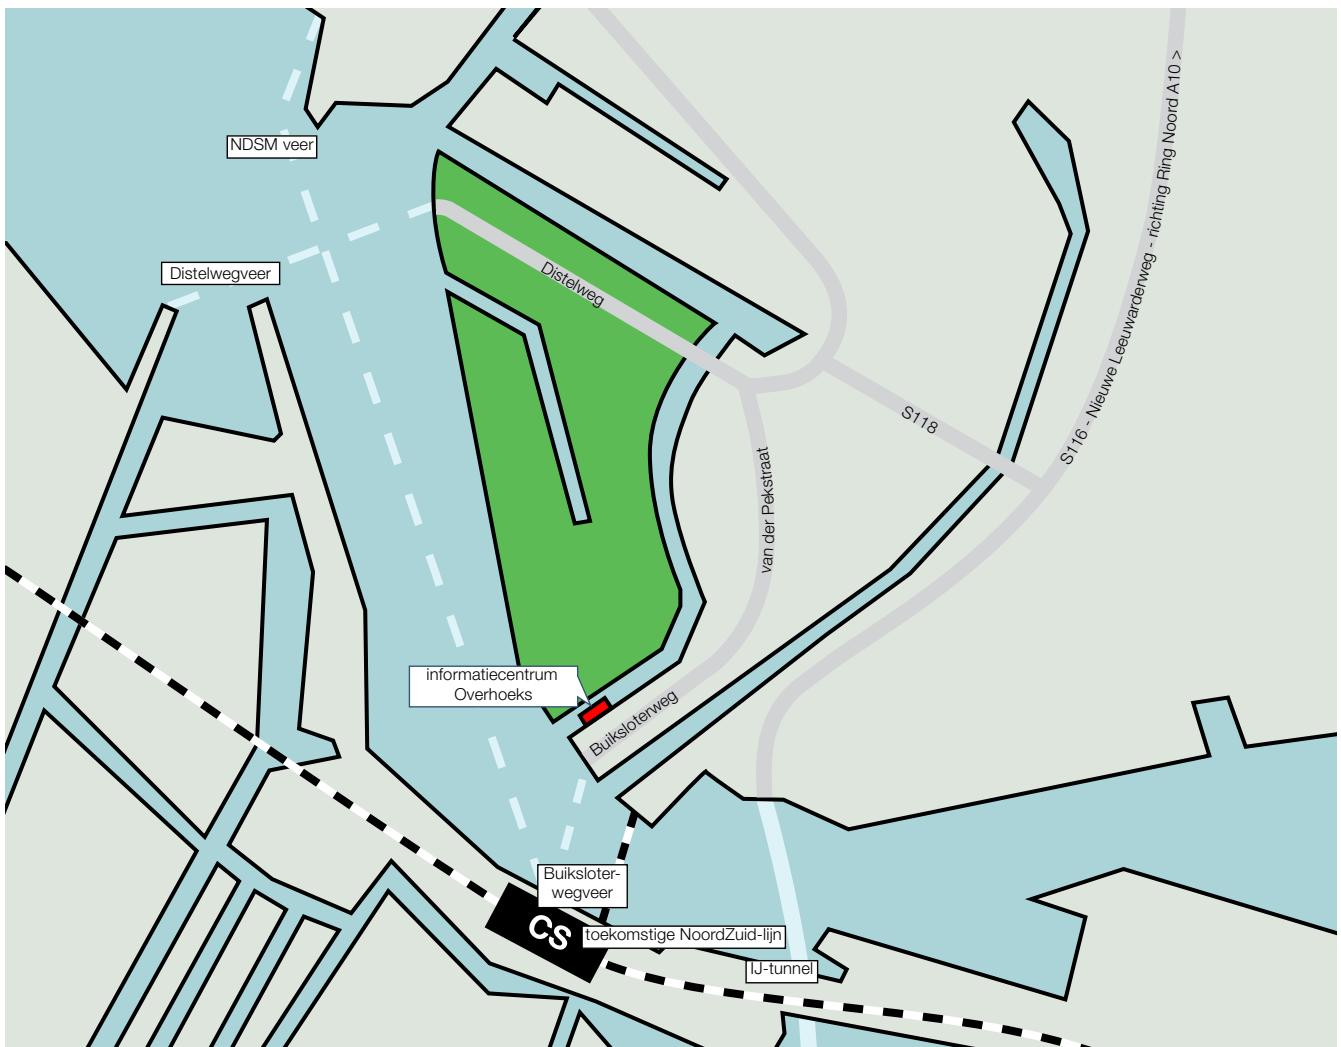 NDSM veer
S116 - Nieuwe Leeuwarderweg - richting Ring Noord A10 >
Distelwegveer
Distelweg
S118
van der Pekstraat
informatiecentrum
Overhoeks
Buiksloterweg
Buiksloter-
wegveer
CS
toekomstige NoordZuid-lijn
IJ-tunnel